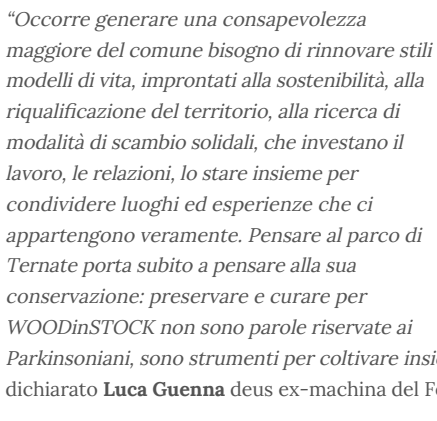 “Occorre generare una consapevolezza
maggiore del comune bisogno di rinnovare stili
modelli di vita, improntati alla sostenibilità, alla
riqualificazione del territorio, alla ricerca di
modalità di scambio solidali, che investano il
lavoro, le relazioni, lo stare insieme per
condividere luoghi ed esperienze che ci
appartengono veramente. Pensare al parco di
Ternate porta subito a pensare alla sua
conservazione: preservare e curare per
WOODinSTOCK non sono parole riservate ai
Parkinsoniani, sono strumenti per coltivare
dichiarato Luca Guenna deus ex-machina del